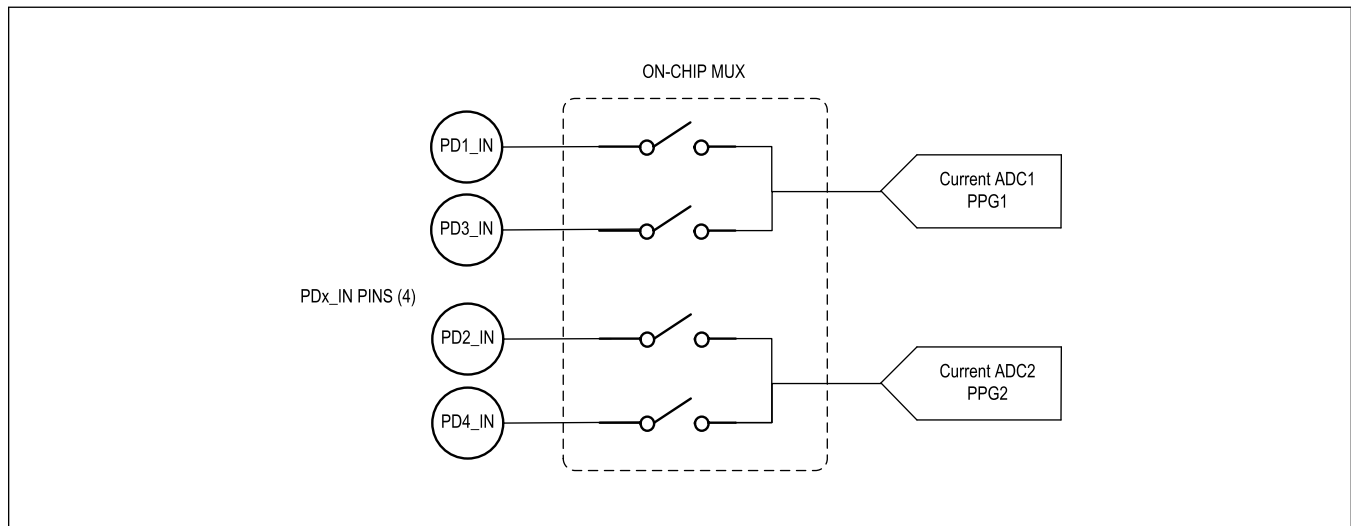 ON-CHIP MUX
PD1_IN
Current ADC1
PPG1
PD3_IN
PDx_IN PINS (4)
PD2_IN
Current ADC2
PPG2
PD4_IN